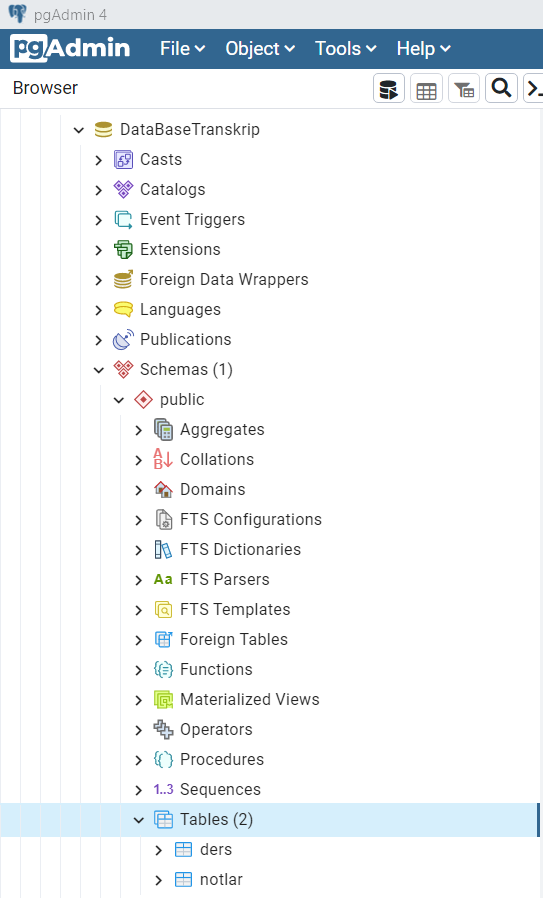 pgAdmin 4
pgAdmin File Object Tools Help
Browser
DataBaseTranskrip
Casts
Catalogs
Event Triggers
Extensions
Foreign Data Wrappers
Languages
Publications
Schemas (1)
public
Aggregates
Collations
Domains
FTS Configurations
FTS Dictionaries
Aa FTS Parsers
FTS Templates
Foreign Tables
Functions
Materialized Views
Operators
Procedures
1..3 Sequences
Tables (2)
ders
notlar